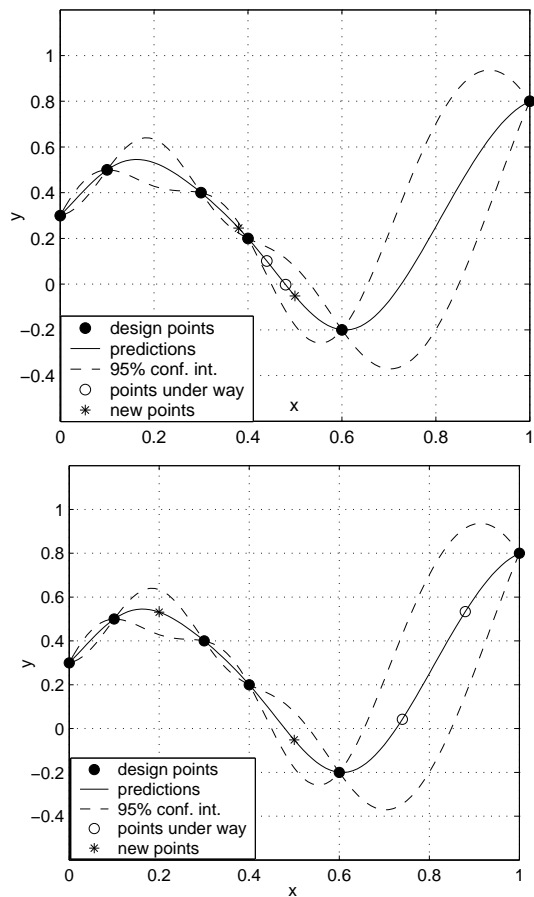 1
0.8
0.6
0.4
y
0.2
0
−0.2
−0.4
design points
predictions
95% conf. int.
points under way
new points
x
0 0.2 0.4 0.6 0.8 1
1
0.8
0.6
0.4
y
0.2
0
−0.2
−0.4
design points
predictions
95% conf. int.
points under way
new points
0 0.2 0.4 0.6 0.8 1
x